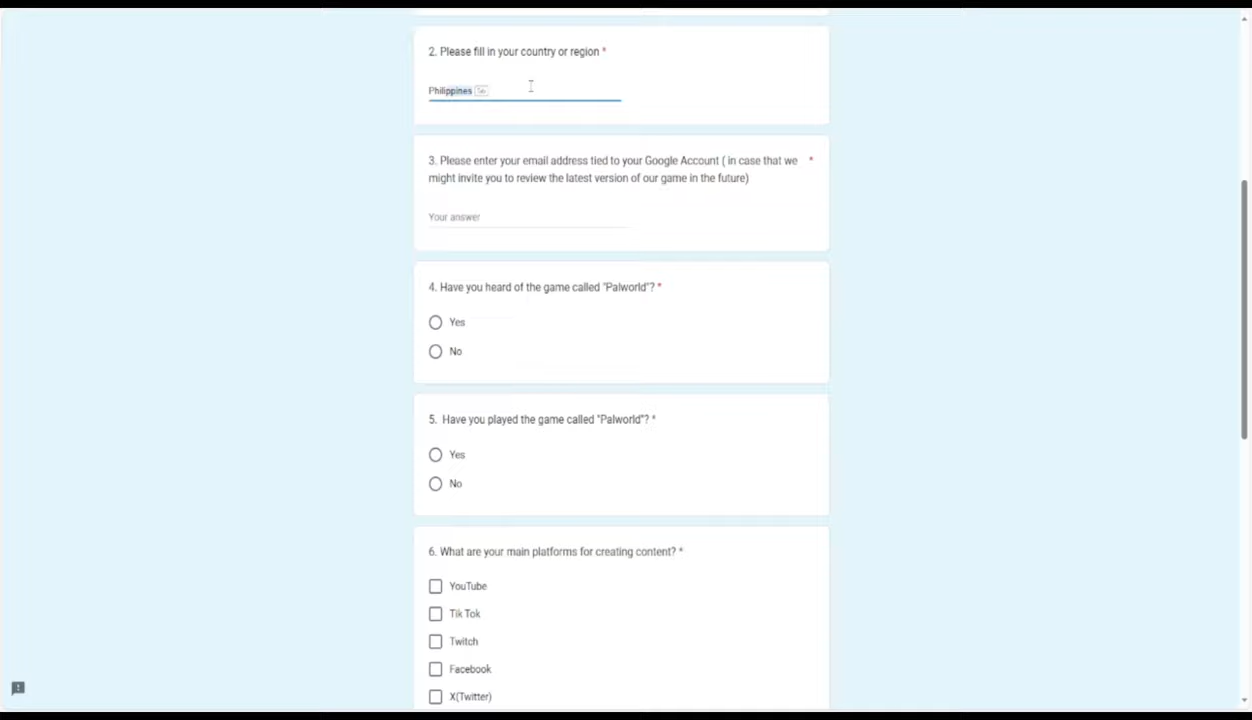 2. Please fill in your country or region *
Philippines
3. Please enter your email address tied to your Google Account ( in case that we *
might invite you to review the latest version of our game in the future)
Your answer
4. Have you heard of the game called "Palworld"? *
Yes
No
5. Have you played the game called "Palworld"? *
Yes
No
6. What are your main platforms for creating content? *
YouTube
Tik Tok
Twitch
Facebook
X(Twitter)